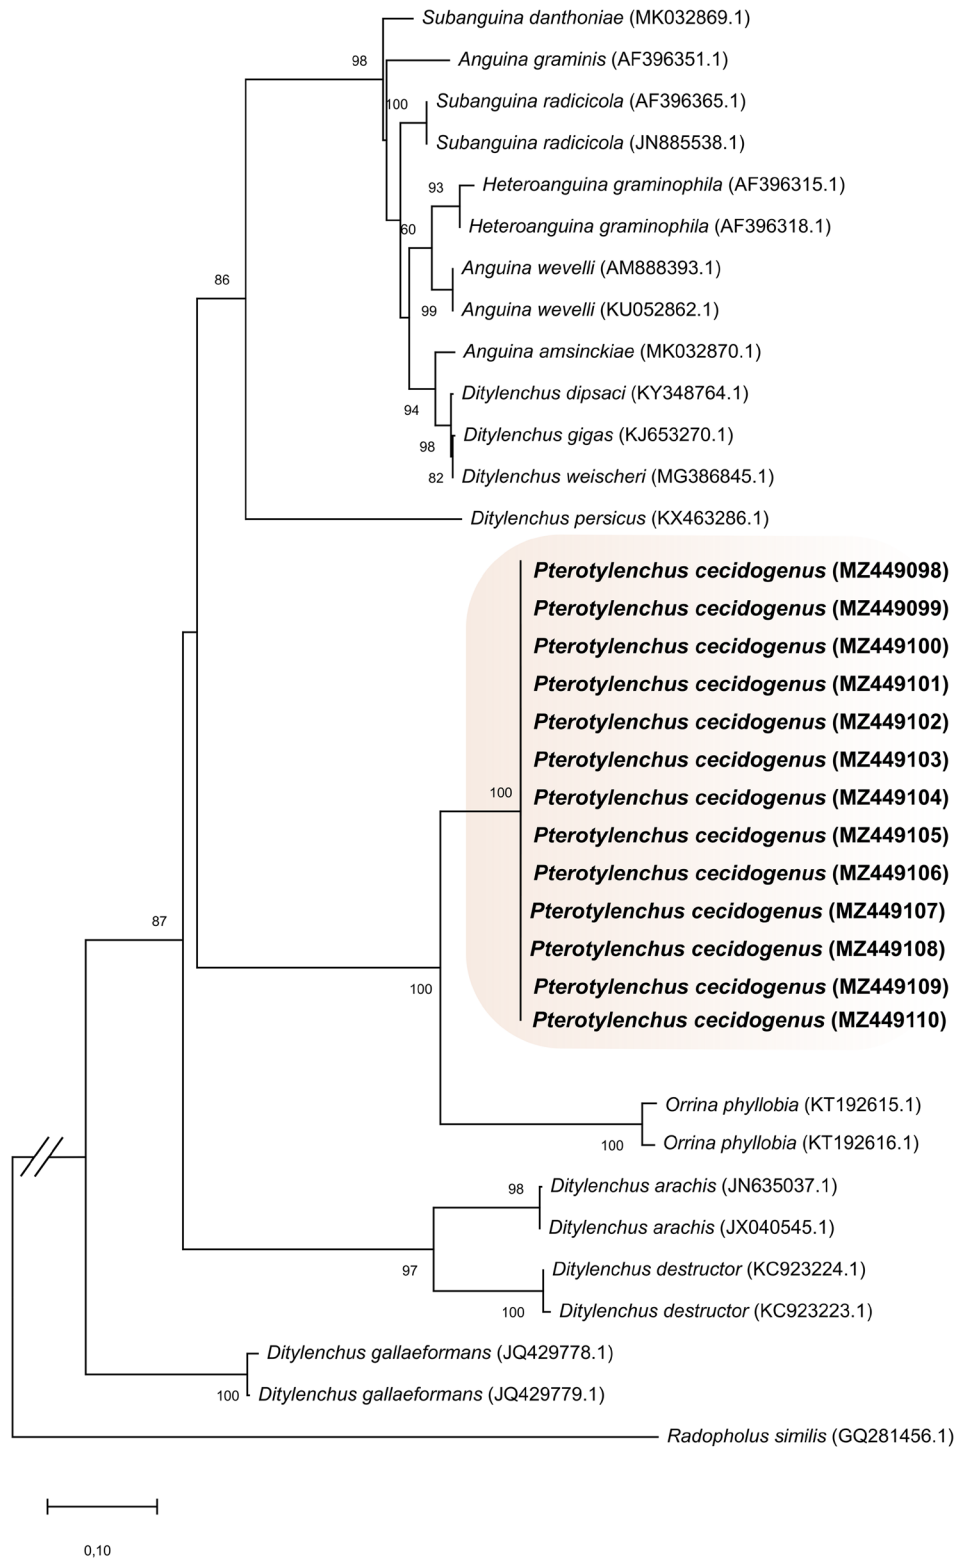 Subanguina danthoniae (MK032869.1)
98
Anguina graminis (AF396351.1)
100
Subanguina radicicola (AF396365.1)
Subanguina radicicola (JN885538.1)
93
Heteroanguina graminophila (AF396315.1)
60
Heteroanguina graminophila (AF396318.1)
Anguina wevelli (AM888393.1)
86
99
Anguina wevelli (KU052862.1)
Anguina amsinckiae (MK032870.1)
Ditylenchus dipsaci (KY348764.1)
94
Ditylenchus gigas (KJ653270.1)
98
82
Ditylenchus weischeri (MG386845.1)
Ditylenchus persicus (KX463286.1)
Pterotylenchus cecidogenus (MZ449098)
Pterotylenchus cecidogenus (MZ449099)
Pterotylenchus cecidogenus (MZ449100)
Pterotylenchus cecidogenus (MZ449101)
Pterotylenchus cecidogenus (MZ449102)
Pterotylenchus cecidogenus (MZ449103)
100
Pterotylenchus cecidogenus (MZ449104)
Pterotylenchus cecidogenus (MZ449105)
Pterotylenchus cecidogenus (MZ449106)
Pterotylenchus cecidogenus (MZ449107)
87
Pterotylenchus cecidogenus (MZ449108)
100
Pterotylenchus cecidogenus (MZ449109)
Pterotylenchus cecidogenus (MZ449110)
Orrina phyllobia (KT192615.1)
100
Orrina phyllobia (KT192616.1)
98
Ditylenchus arachis (JN635037.1)
Ditylenchus arachis (JX040545.1)
97
Ditylenchus destructor (KC923224.1)
100
Ditylenchus destructor (KC923223.1)
Ditylenchus gallaeformans (JQ429778.1)
100
Ditylenchus gallaeformans (JQ429779.1)
Radopholus similis (GQ281456.1)
0,10